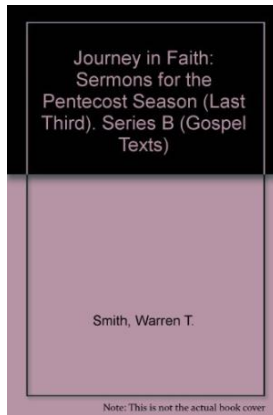 Journey in Faith:
Sermons for the
Pentecost Season (Last
Third). Series B (Gospel
Texts)
Smith, Warren T.
Note: This is not the actual book cover